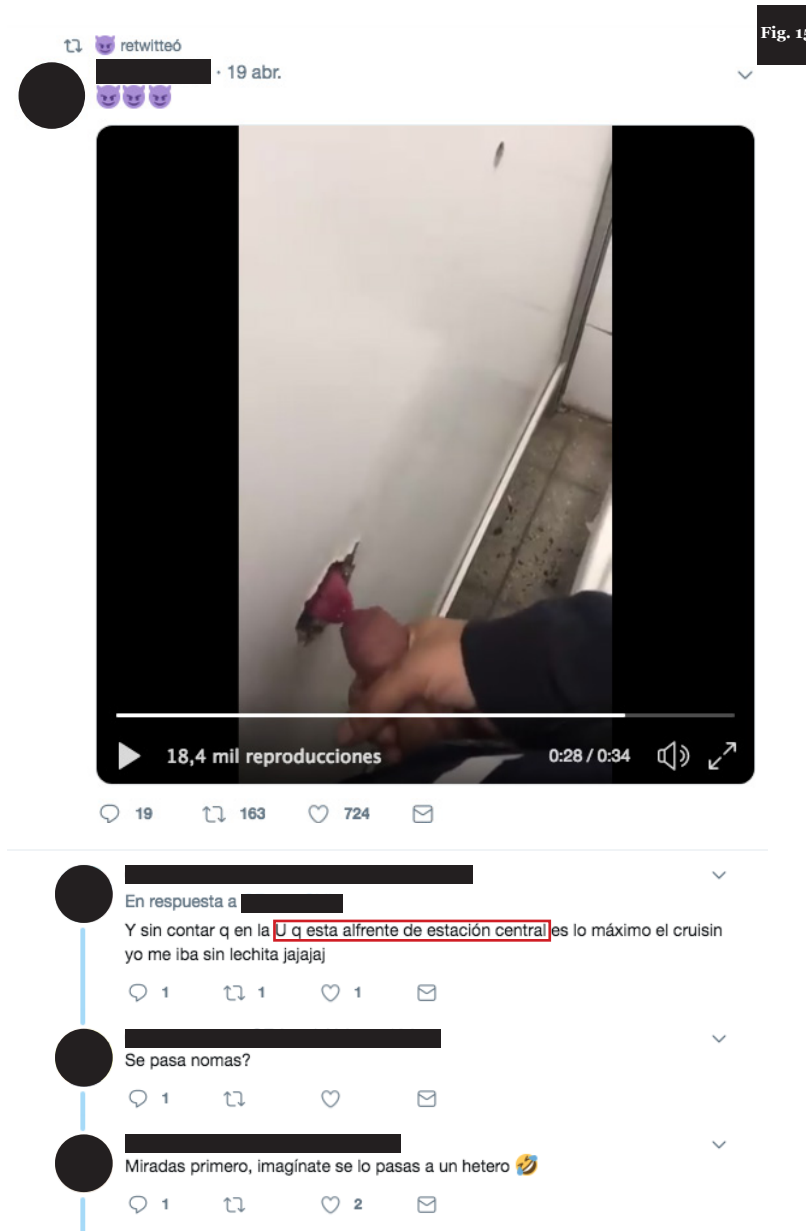 Fig. 15
retwitteó
· 19 abr.
18,4 mil reproducciones
0:28 / 0:34
19
163
724
En respuesta a
Y sin contar q en la U q esta alfrente de estación central es lo máximo el cruisin
yo me iba sin lechita jajajaj
1
1
1
Se pasa nomas?
1
Miradas primero, imagínate se lo pasas a un hetero 🤣
1
2